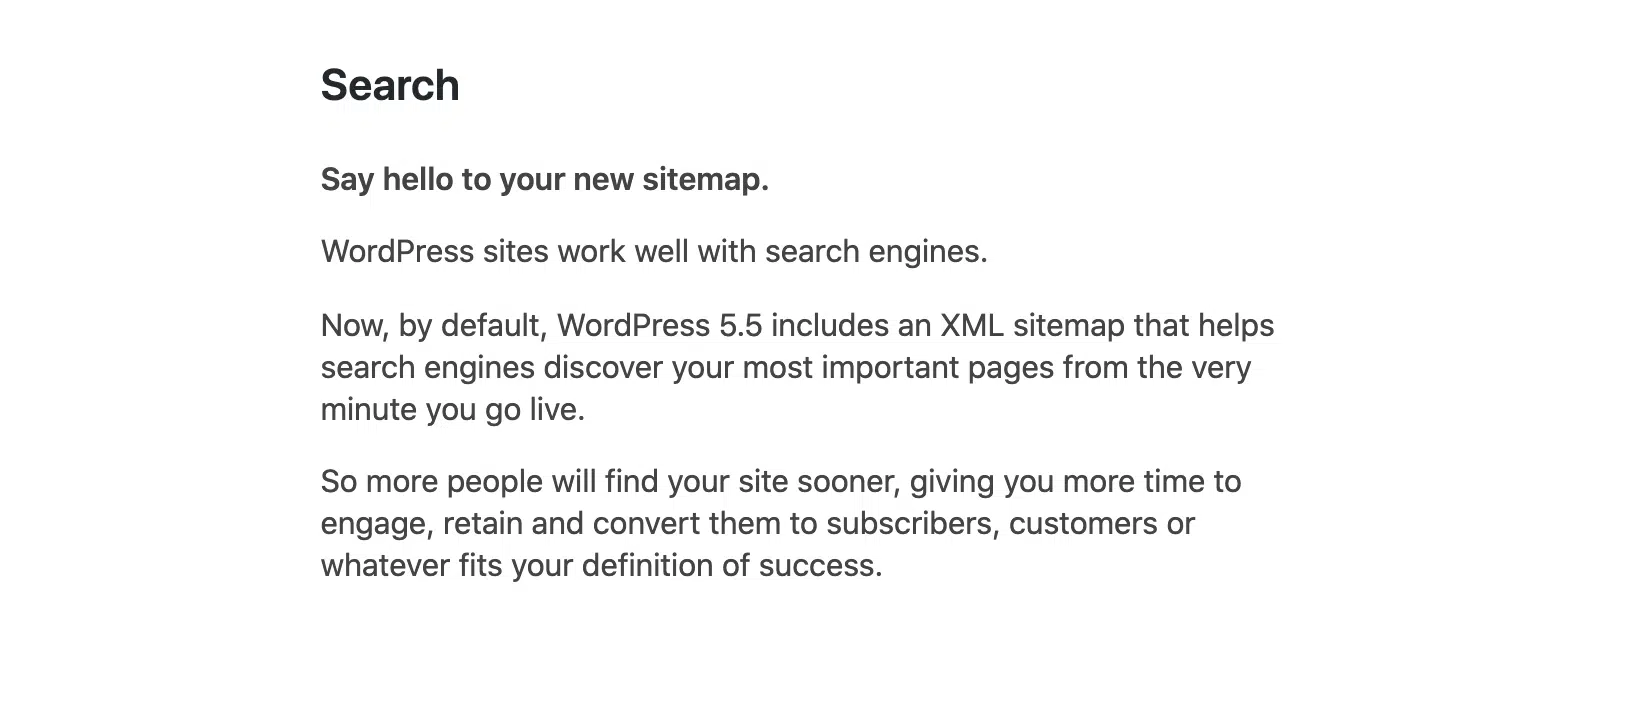 Search
Say hello to your new sitemap.
WordPress sites work well with search engines.
Now, by default, WordPress 5.5 includes an XML sitemap that helps
search engines discover your most important pages from the very
minute you go live.
So more people will find your site sooner, giving you more time to
engage, retain and convert them to subscribers, customers or
whatever fits your definition of success.